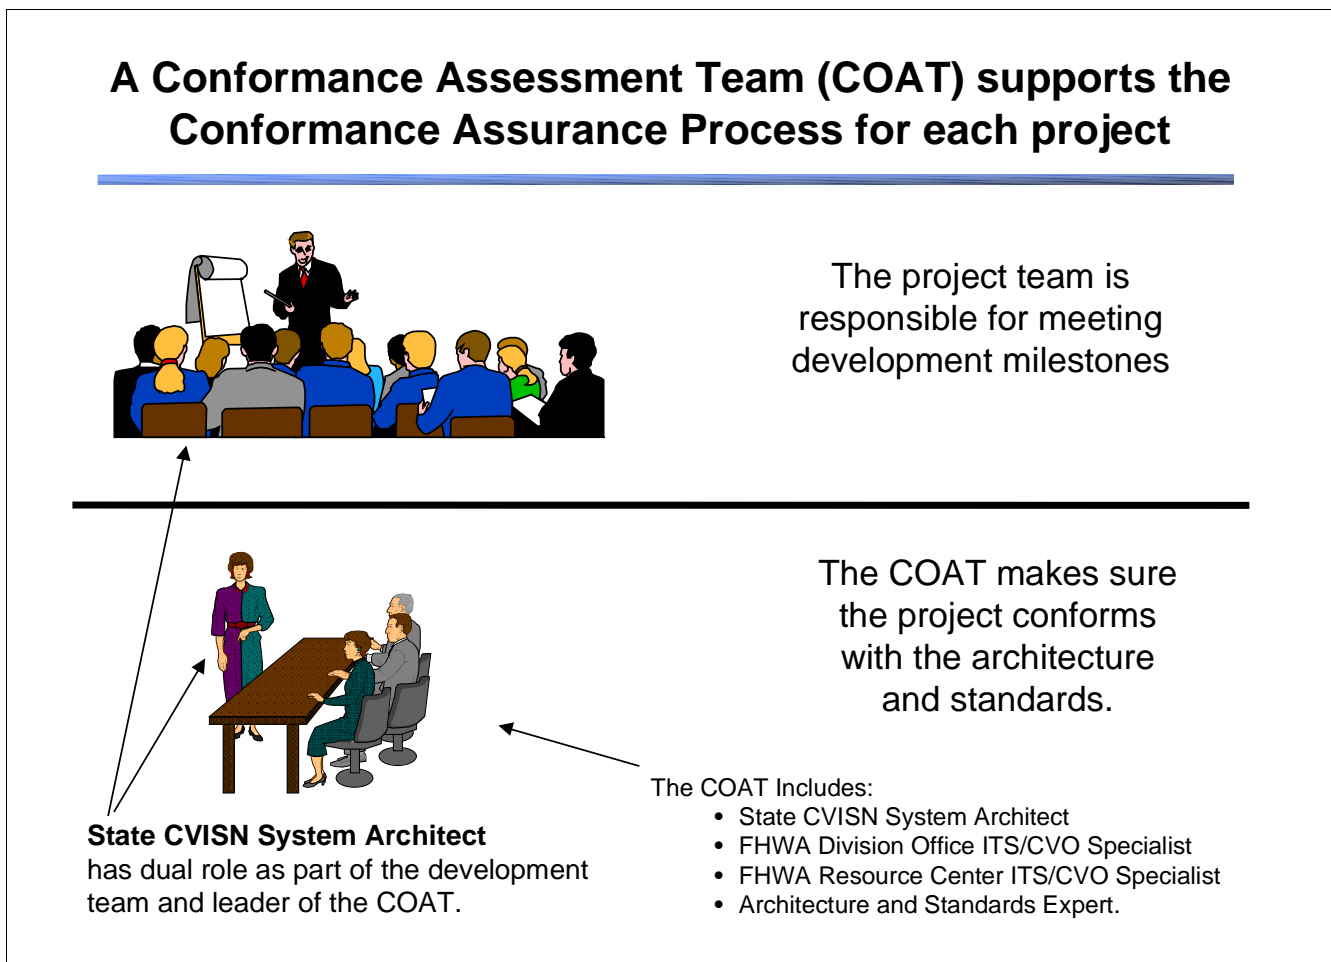 A Conformance Assessment Team (COAT) supports the
Conformance Assurance Process for each project
The project team is
responsible for meeting
development milestones
The COAT makes sure
the project conforms
with the architecture
and standards.
The COAT Includes:
• State CVISN System Architect
• FHWA Division Office ITS/CVO Specialist
• FHWA Resource Center ITS/CVO Specialist
• Architecture and Standards Expert.
State CVISN System Architect
has dual role as part of the development
team and leader of the COAT.